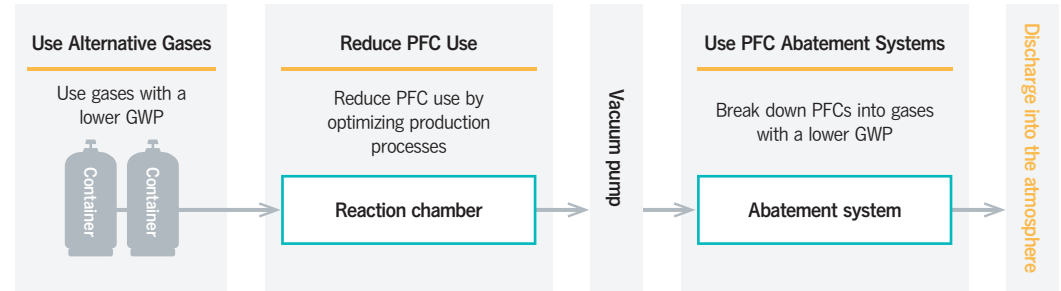 Use Alternative Gases
Use gases with a
lower GWP
Container
Container
Reduce PFC Use
Reduce PFC use by
optimizing production
processes
Reaction chamber
Vacuum pump
Use PFC Abatement Systems
Break down PFCs into gases
with a lower GWP
Abatement system
Discharge into the atmosphere